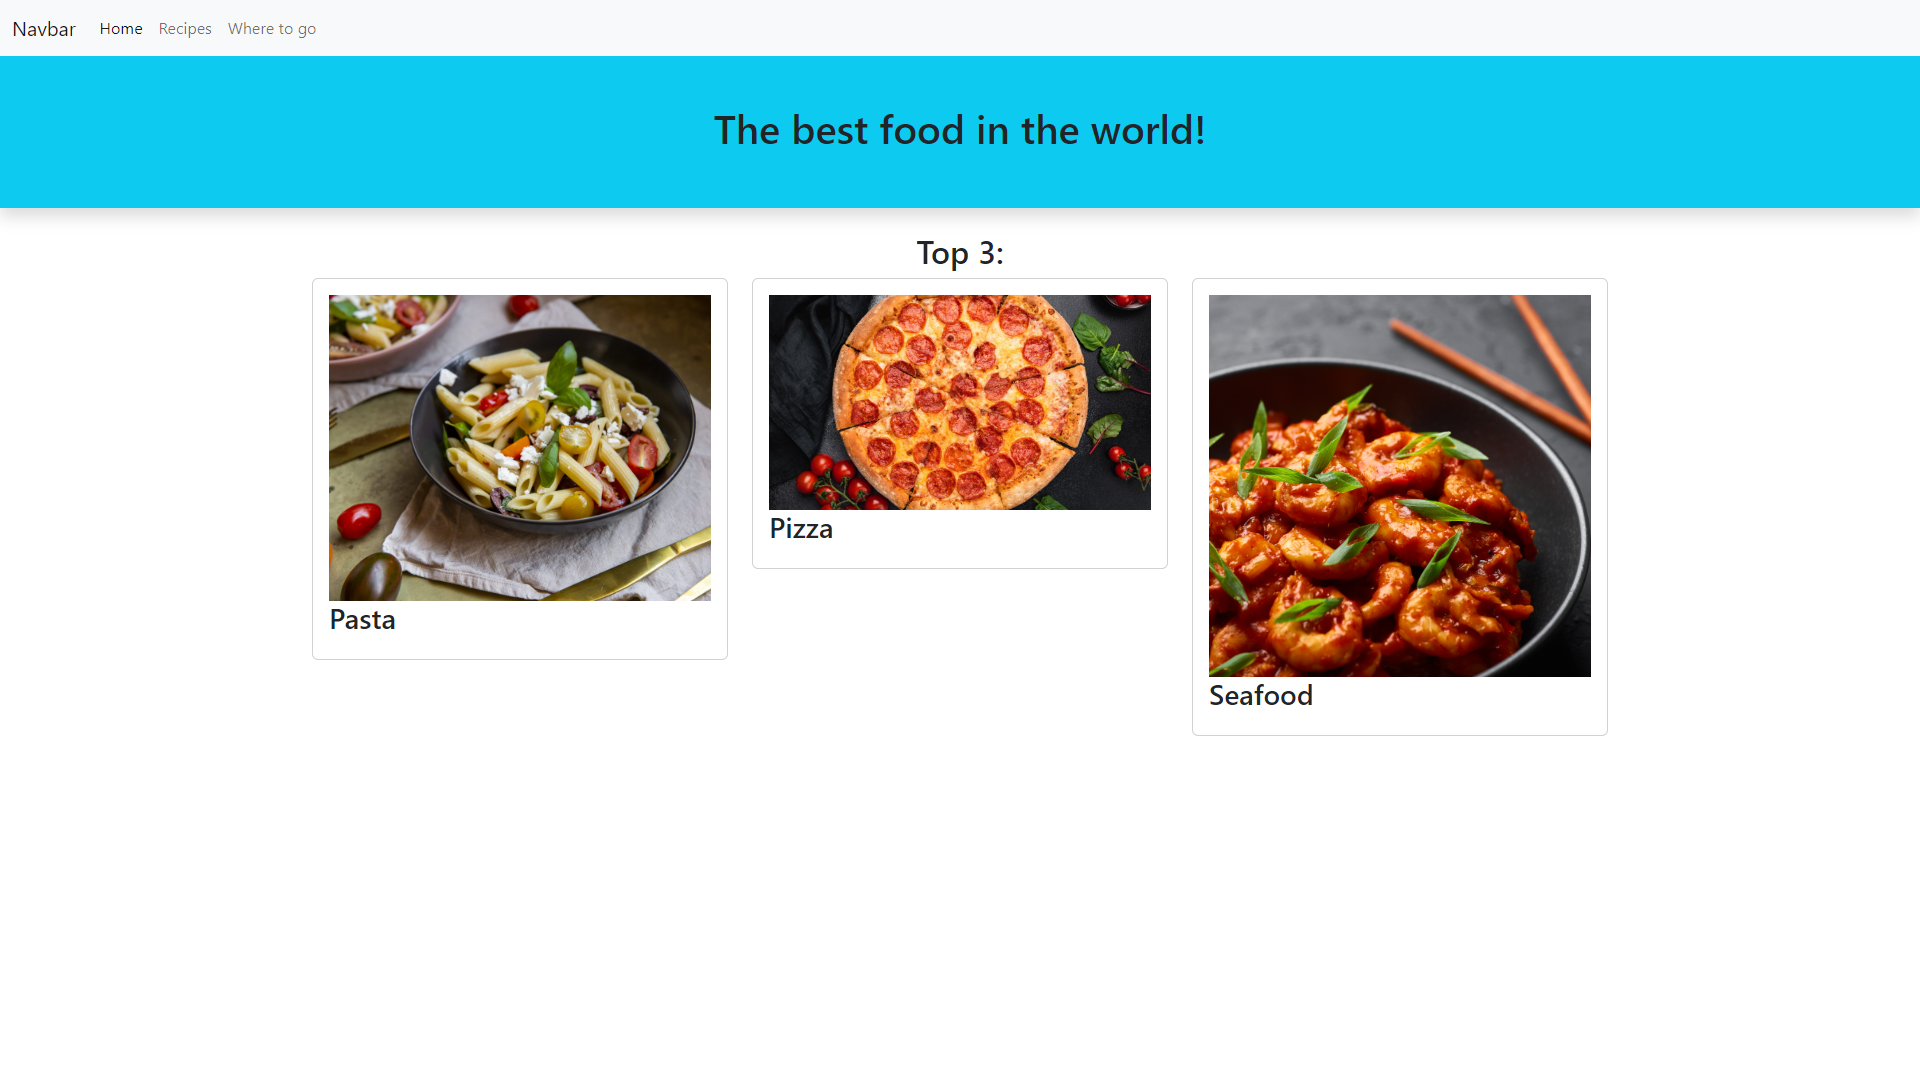 Navbar Home Recipes Where to go
The best food in the world!
Top 3:
Pasta
Pizza
Seafood